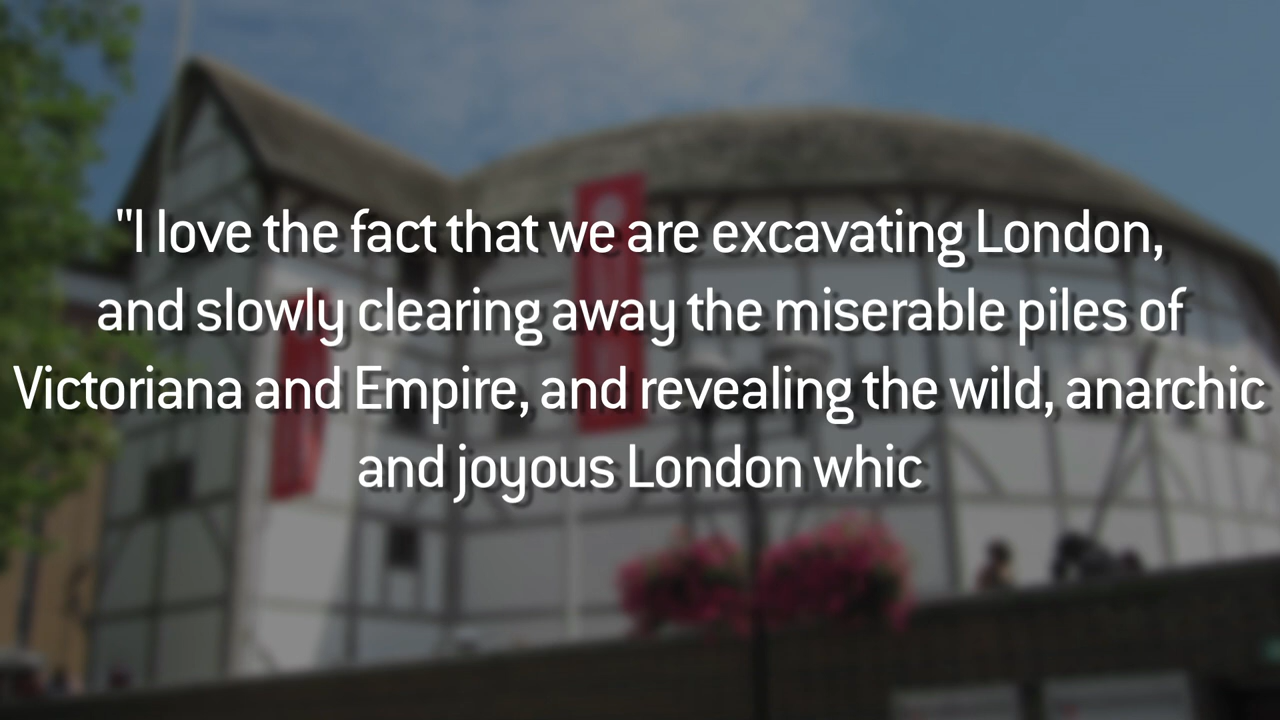 "I love the fact that we are excavating London,
and slowly clearing away the miserable piles of
Victoriana and Empire, and revealing the wild, anarchic
and joyous London whic